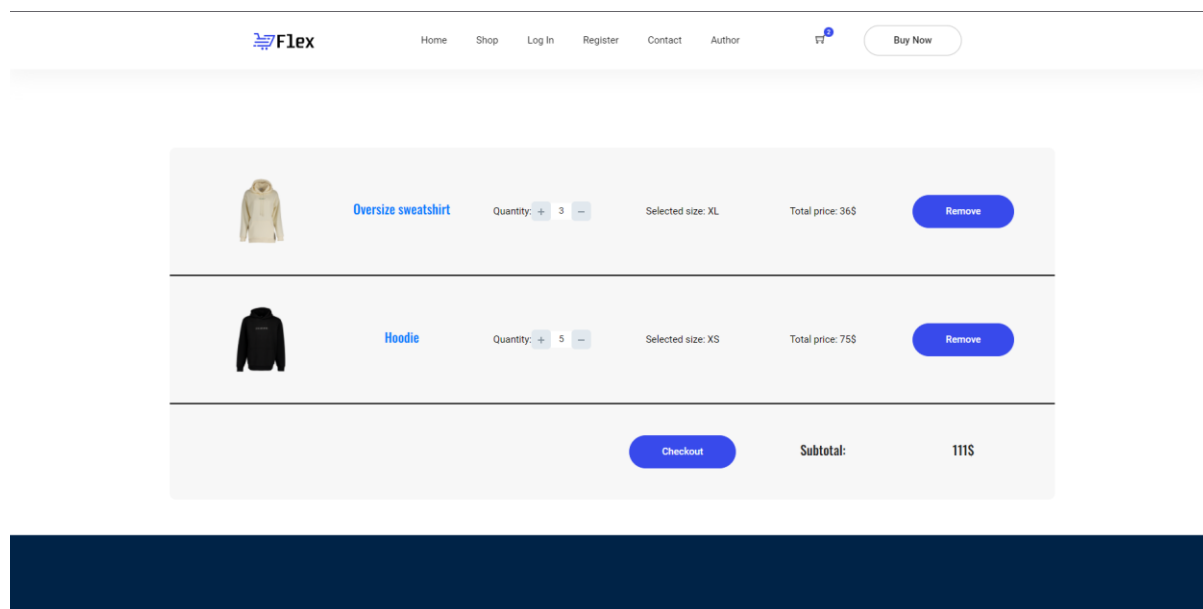 Flex Home Shop Log In Register Contact Author 2 Buy Now
Oversize sweatshirt Quantity: + 3 − Selected size: XL Total price: 36$ Remove
Hoodie Quantity: + 5 − Selected size: XS Total price: 75$ Remove
Checkout Subtotal: 111$